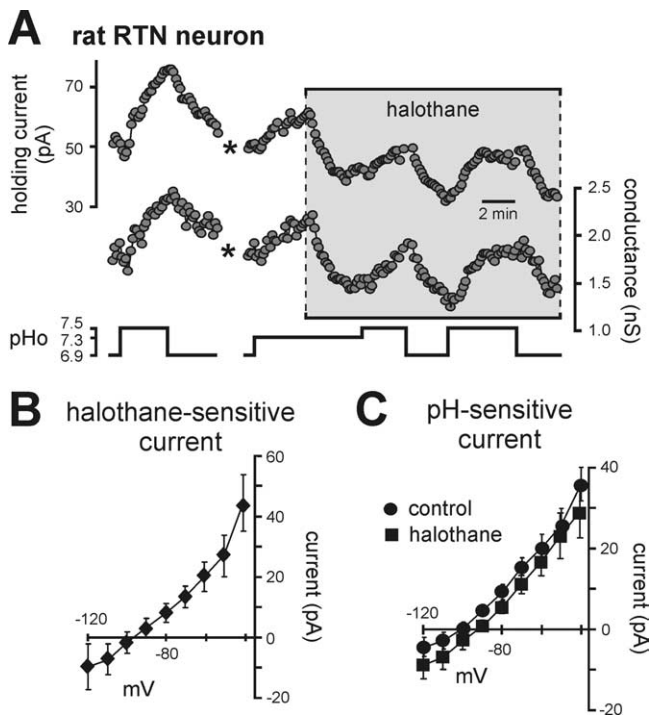 A rat RTN neuron
holding current
(pA)
70
50
30
*
*
halothane
2 min
2.5
2.0
1.5
1.0
conductance (nS)
pHo
7.5
7.3
6.9
B halothane-sensitive
current
60
40
20
0
-20
current (pA)
-120
-80
mV
C pH-sensitive
current
control
halothane
40
20
0
-20
current (pA)
-120
-80
mV